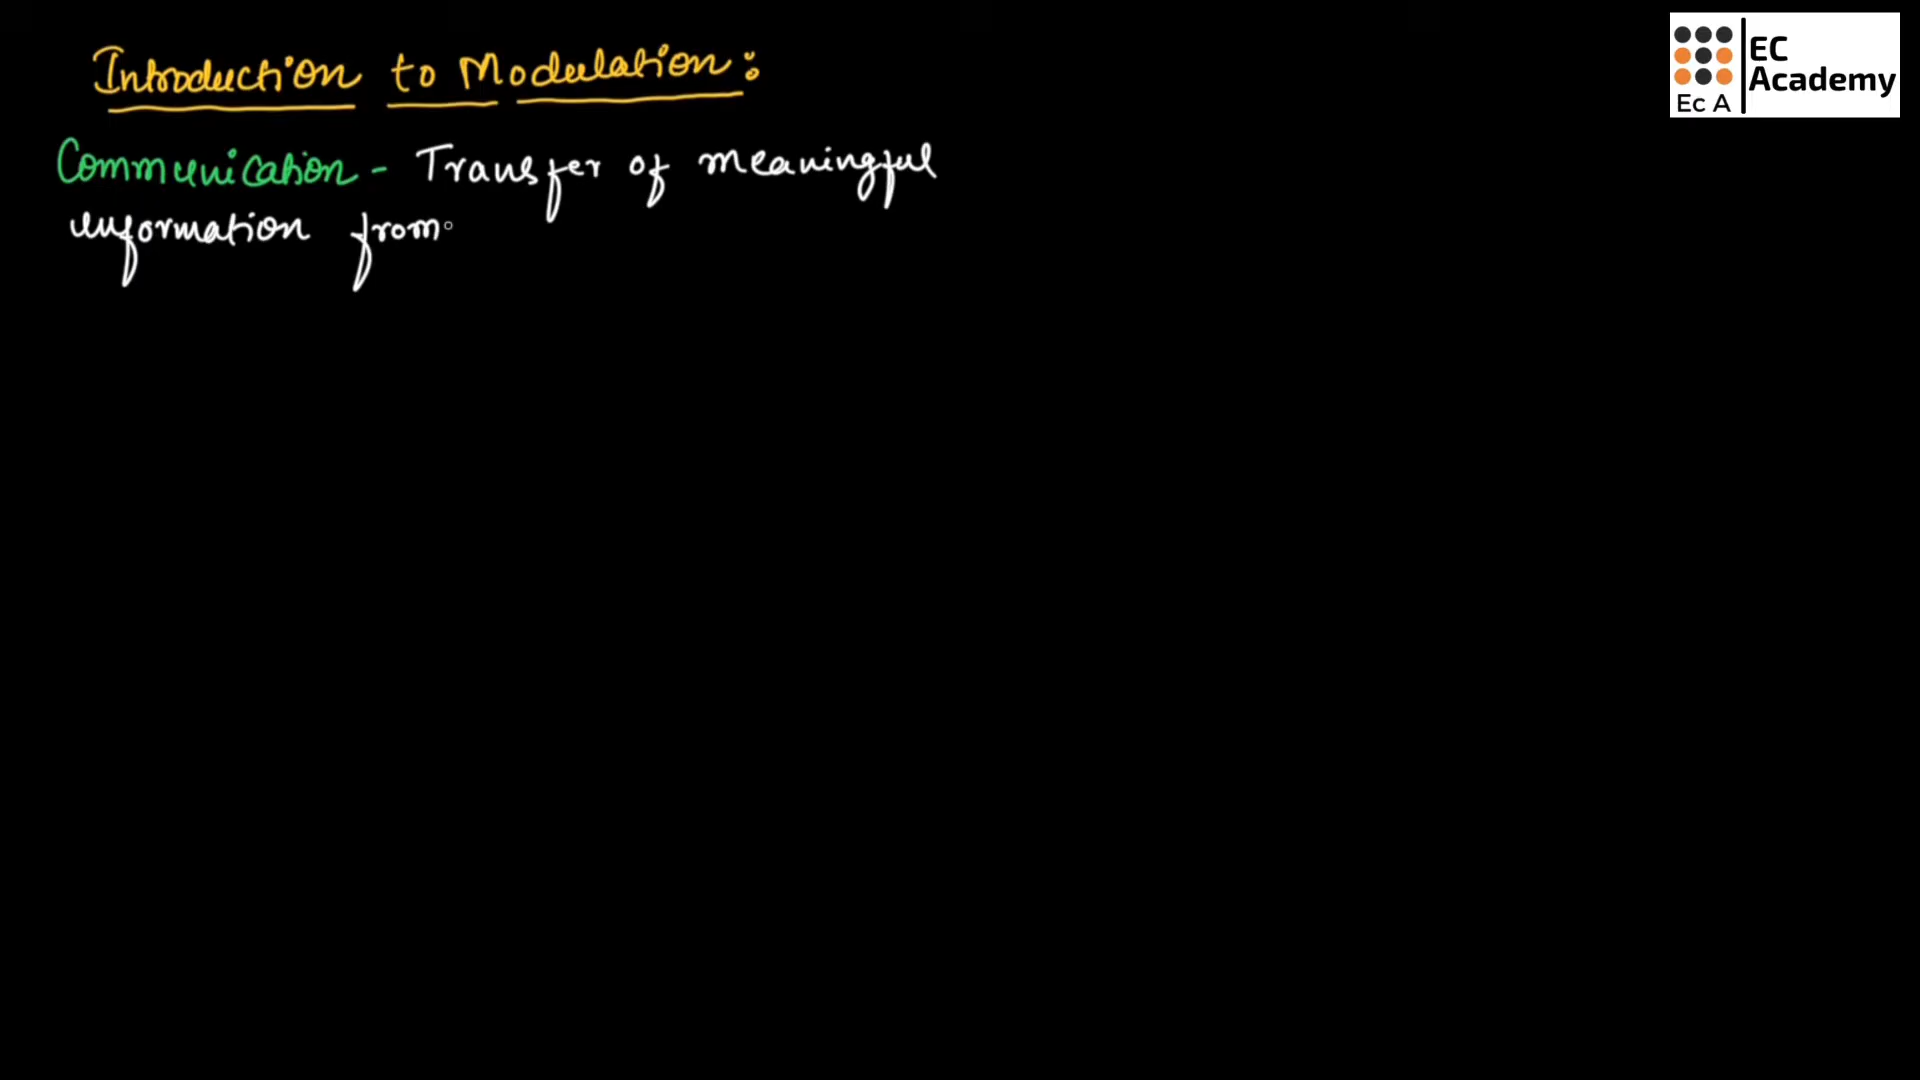 Introduction to Modulation:
EC
Academy
Ec A
Communication - Transfer of meaningful
information from